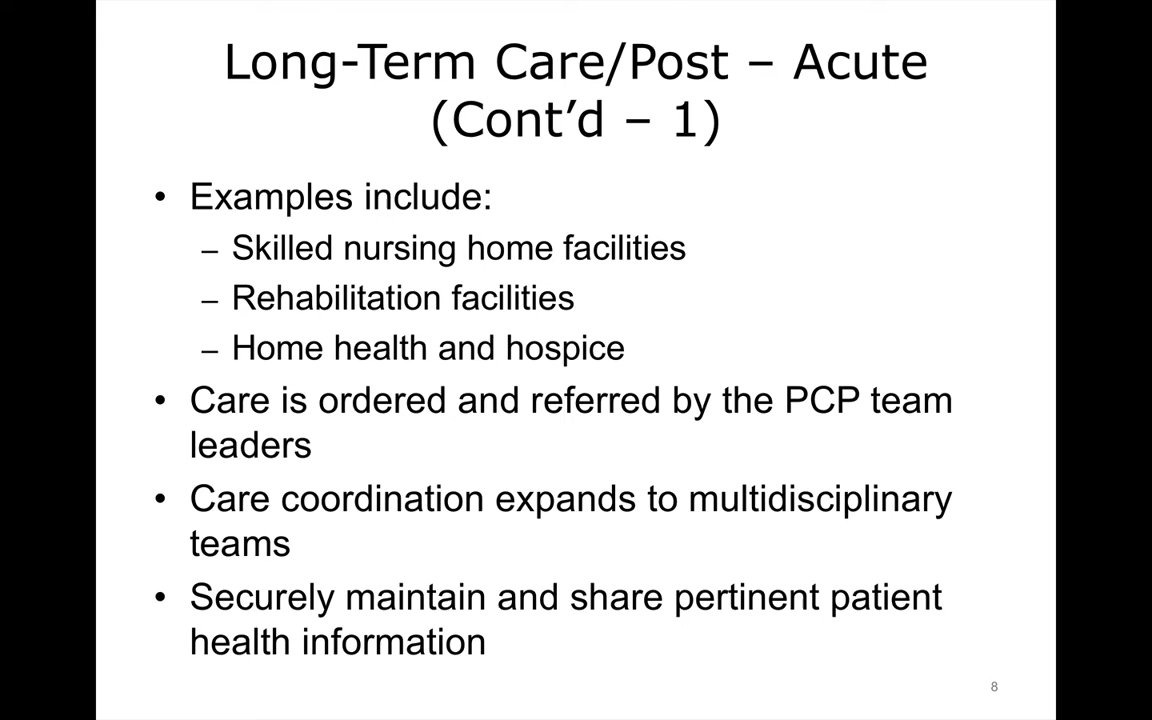 Long-Term Care/Post – Acute
(Cont’d – 1)
• Examples include:
– Skilled nursing home facilities
– Rehabilitation facilities
– Home health and hospice
• Care is ordered and referred by the PCP team
leaders
• Care coordination expands to multidisciplinary
teams
• Securely maintain and share pertinent patient
health information
8